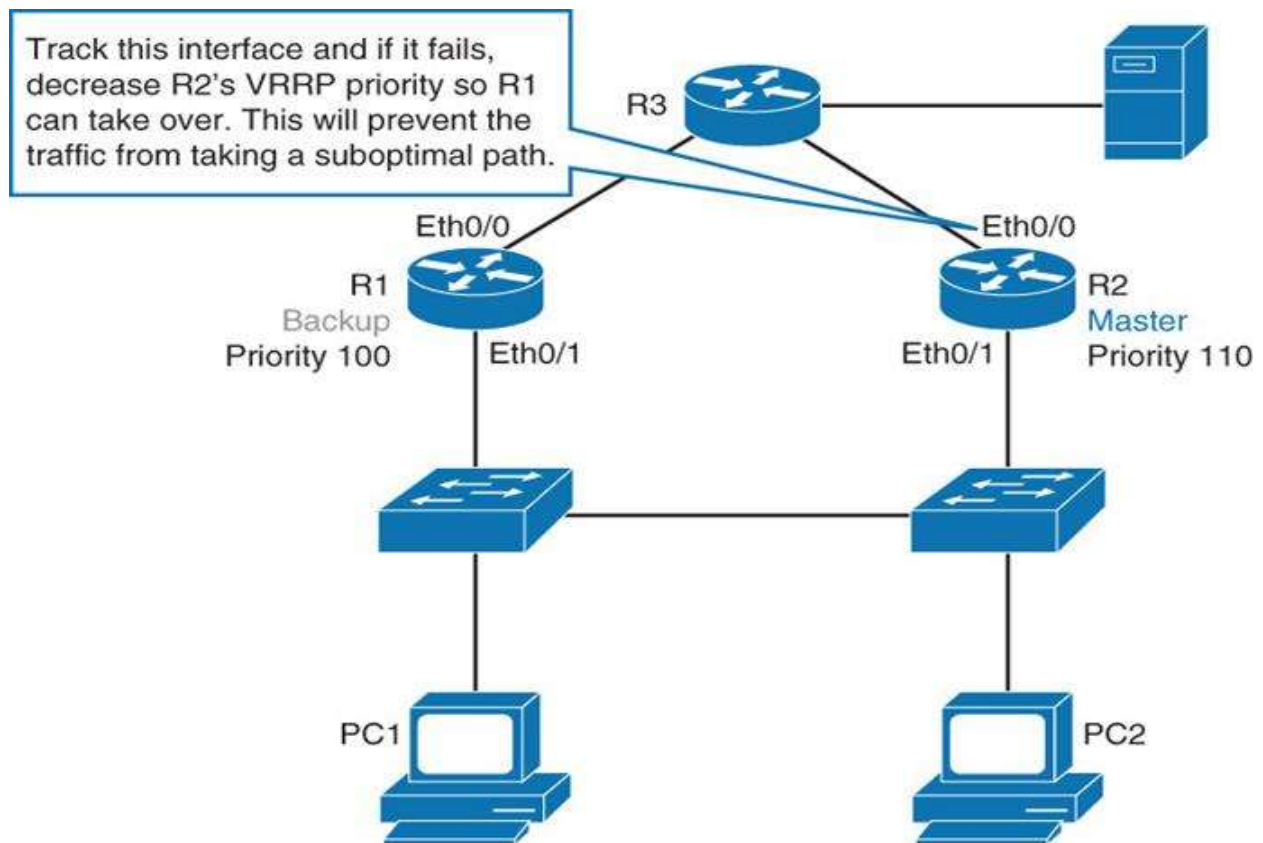 Track this interface and if it fails,
decrease R2's VRRP priority so R1
can take over. This will prevent the
traffic from taking a suboptimal path.
R3
Eth0/0
Eth0/0
R1
Backup
Priority 100
Eth0/1
Eth0/1
R2
Master
Priority 110
PC1
PC2